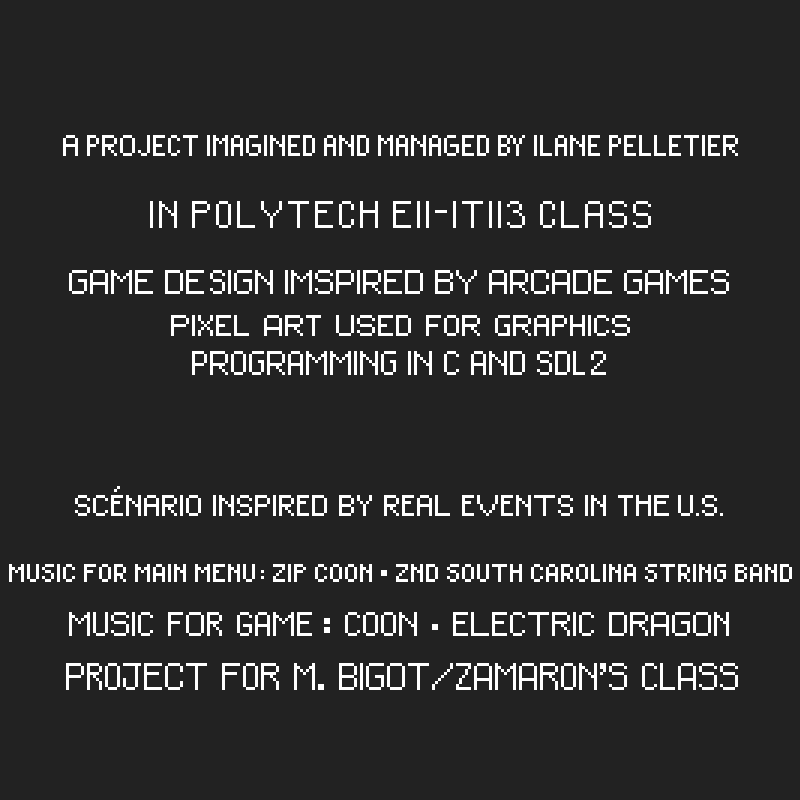 A PROJECT IMAGINED AND MANAGED BY ILANE PELLETIER
IN POLYTECH EII-ITII3 CLASS
GAME DESIGN IMSPIRED BY ARCADE GAMES
PIXEL ART USED FOR GRAPHICS
PROGRAMMING IN C AND SDL2
SCÉNARIO INSPIRED BY REAL EVENTS IN THE U.S.
MUSIC FOR MAIN MENU: ZIP COON • 2ND SOUTH CAROLINA STRING BAND
MUSIC FOR GAME : COON • ELECTRIC DRAGON
PROJECT FOR M. BIGOT/ZAMARON'S CLASS